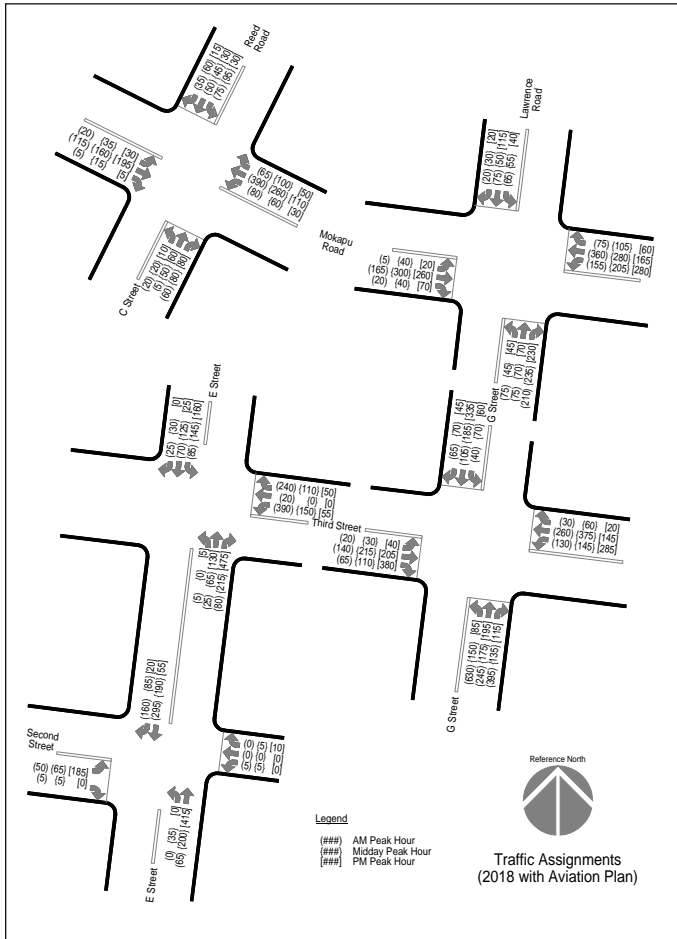 Reed
Road
(35) {60} [15]
(50) {45} [30]
(75) {95} [30]
(20) {35} [30]
(115) {160} [195]
(5) {15} [5]
(65) {100} [50]
(390) {260} [110]
(80) {60} [30]
(20) {20} [10]
(5) {50} [60]
(60) {80} [80]
C Street
Mokapu
Road
Lawrence
Road
(20) {30} [20]
(75) {50} [115]
(65) {55} [40]
(5) {40} [20]
(165) {300} [260]
(20) {40} [70]
(75) {105} [60]
(360) {280} [165]
(155) {205} [280]
(75) {45} [45]
(75) {70} [70]
(210) {235} [230]
G Street
E Street
(25) {30} [0]
(70) {125} [25]
(85) {145} [160]
(65) {70} [45]
(105) {185} [335]
(40) {70} [60]
(240) {110} [50]
(20) {0} [0]
(390) {150} [55]
Third Street
(20) {30} [40]
(140) {215} [205]
(65) {110} [380]
(30) {60} [20]
(260) {375} [145]
(130) {145} [285]
(5) {0} [5]
(25) {65} [130]
(80) {215} [475]
(630) {150} [85]
(245) {175} [195]
(395) {135} [115]
G Street
(160) {85} [20]
(295) {190} [55]
Second
Street
(50) {65} [185]
(5) {5} [0]
(0) {5} [10]
(0) {0} [0]
(5) {5} [0]
(0) {35} [0]
(65) {200} [415]
E Street
Legend
(###) AM Peak Hour
{###} Midday Peak Hour
[###] PM Peak Hour
Reference North
Traffic Assignments
(2018 with Aviation Plan)